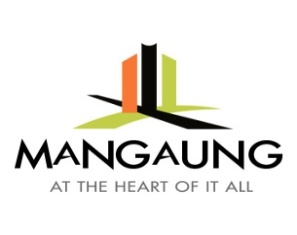 MANGAUNG
AT THE HEART OF IT ALL